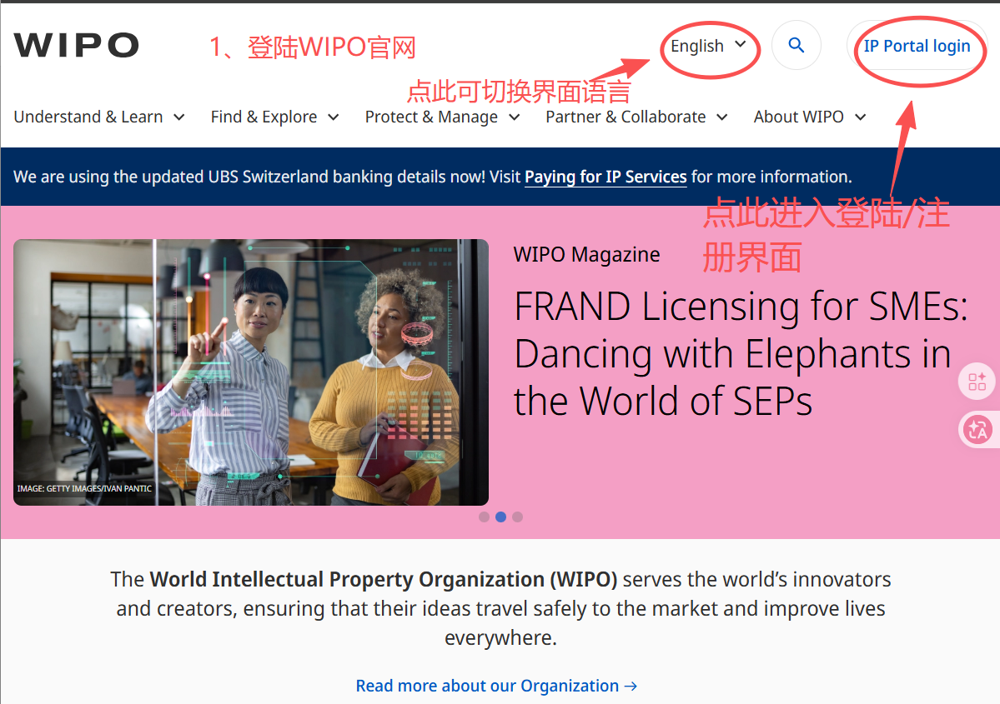 WIPO
1、登陆WIPO官网
English
IP Portal login
点此可切换界面语言
Understand & Learn
Find & Explore
Protect & Manage
Partner & Collaborate
About WIPO
We are using the updated UBS Switzerland banking details now! Visit Paying for IP Services for more information.
点此进入登陆/注
册界面
WIPO Magazine
FRAND Licensing for SMEs:
Dancing with Elephants in
the World of SEPs
IMAGE: GETTY IMAGES/IVAN PANTIC
The World Intellectual Property Organization (WIPO) serves the world’s innovators
and creators, ensuring that their ideas travel safely to the market and improve lives
everywhere.
Read more about our Organization →